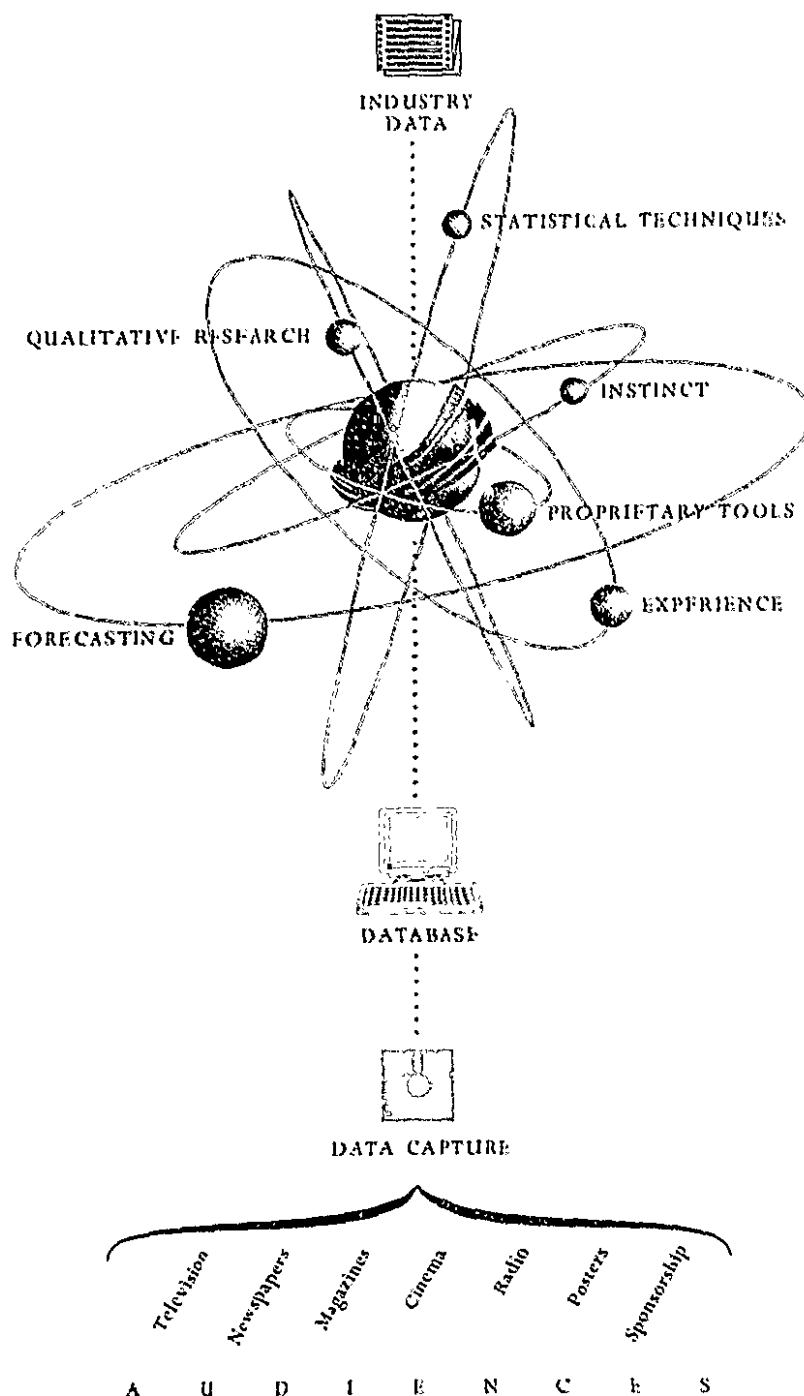 INDUSTRY
DATA
STATISTICAL TECHNIQUES
QUALITATIVE RESEARCH
INSTINCT
PROPRIETARY TOOLS
EXPERIENCE
FORECASTING
DATABASE
DATA CAPTURE
Television
Newspapers
Magazines
Cinema
Radio
Posters
Sponsorship
A U D I E N C E S